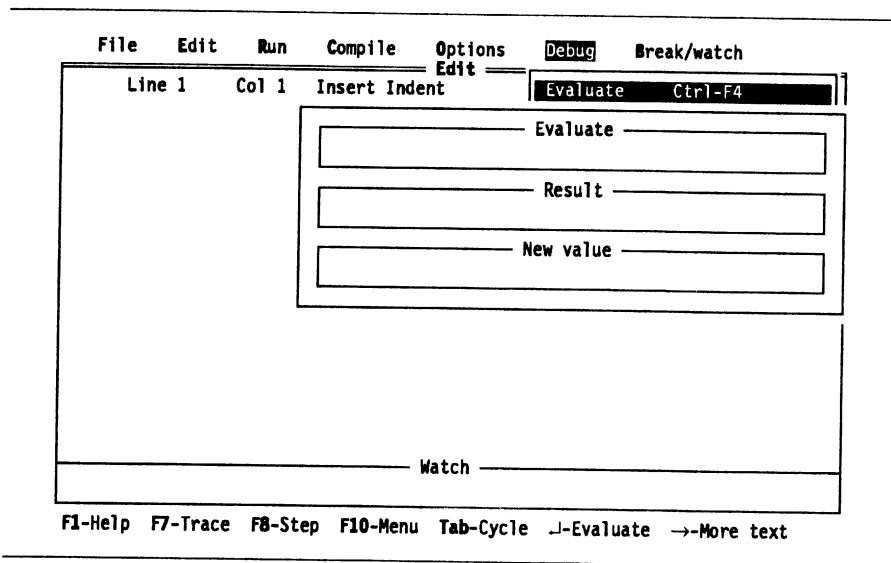 File Edit Run Compile Options Debug Break/watch
Edit
Line 1 Col 1 Insert Indent Evaluate Ctrl-F4
Evaluate
Result
New value
Watch
F1-Help F7-Trace F8-Step F10-Menu Tab-Cycle ↵-Evaluate →-More text